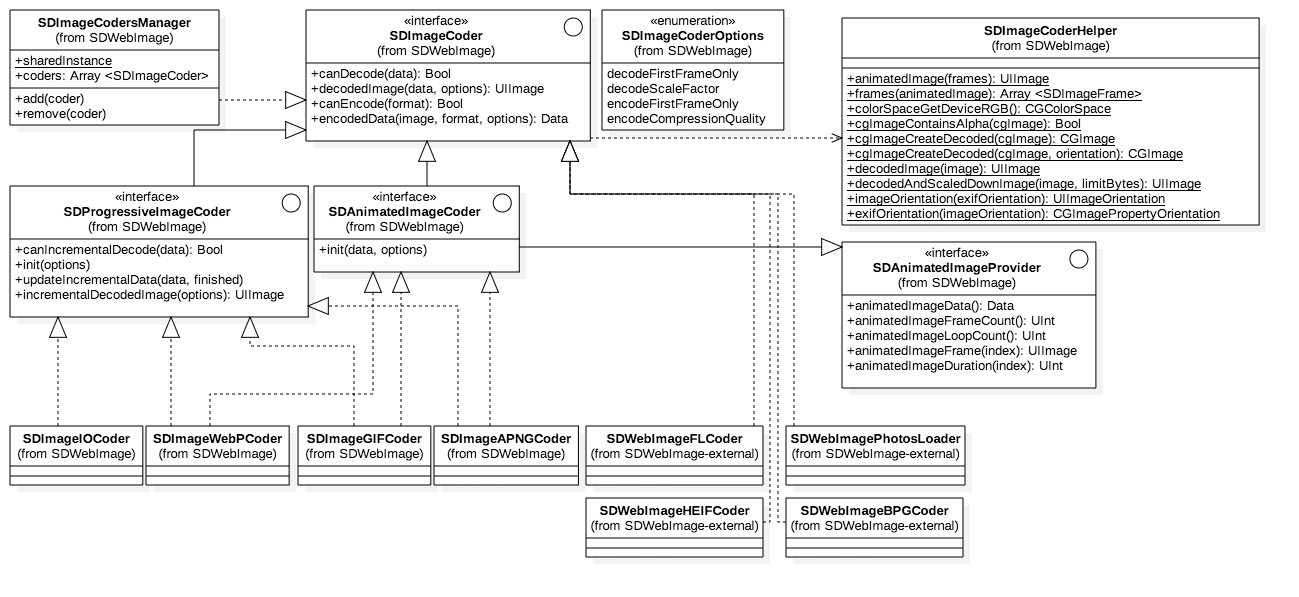 SDImageCodersManager
(from SDWebImage)
+sharedInstance
+coders: Array <SDImageCoder>
+add(coder)
+remove(coder)
«interface»
SDImageCoder
(from SDWebImage)
+canDecode(data): Bool
+decodedImage(data, options): UIImage
+canEncode(format): Bool
+encodedData(image, format, options): Data
«enumeration»
SDImageCoderOptions
(from SDWebImage)
decodeFirstFrameOnly
decodeScaleFactor
encodeFirstFrameOnly
encodeCompressionQuality
SDImageCoderHelper
(from SDWebImage)
+animatedImage(frames): UIImage
+frames(animatedImage): Array <SDImageFrame>
+colorSpaceGetDeviceRGB(): CGColorSpace
+cgImageContainsAlpha(cgImage): Bool
+cgImageCreateDecoded(cgImage): CGImage
+cgImageCreateDecoded(cgImage, orientation): CGImage
+decodedImage(image): UIImage
+decodedAndScaledDownImage(image, limitBytes): UIImage
+imageOrientation(exifOrientation): UIImageOrientation
+exifOrientation(imageOrientation): CGImagePropertyOrientation
«interface»
SDProgressiveImageCoder
(from SDWebImage)
+canIncrementalDecode(data): Bool
+init(options)
+updateIncrementalData(data, finished)
+incrementalDecodedImage(options): UIImage
«interface»
SDAnimatedImageCoder
(from SDWebImage)
+init(data, options)
«interface»
SDAnimatedImageProvider
(from SDWebImage)
+animatedImageData(): Data
+animatedImageFrameCount(): UInt
+animatedImageLoopCount(): UInt
+animatedImageFrame(index): UIImage
+animatedImageDuration(index): UInt
SDImageIOCoder
(from SDWebImage)
SDImageWebPCoder
(from SDWebImage)
SDImageGIFCoder
(from SDWebImage)
SDImageAPNGCoder
(from SDWebImage)
SDWebImageFLCoder
(from SDWebImage-external)
SDWebImagePhotosLoader
(from SDWebImage-external)
SDWebImageHEIFCoder
(from SDWebImage-external)
SDWebImageBPGCoder
(from SDWebImage-external)